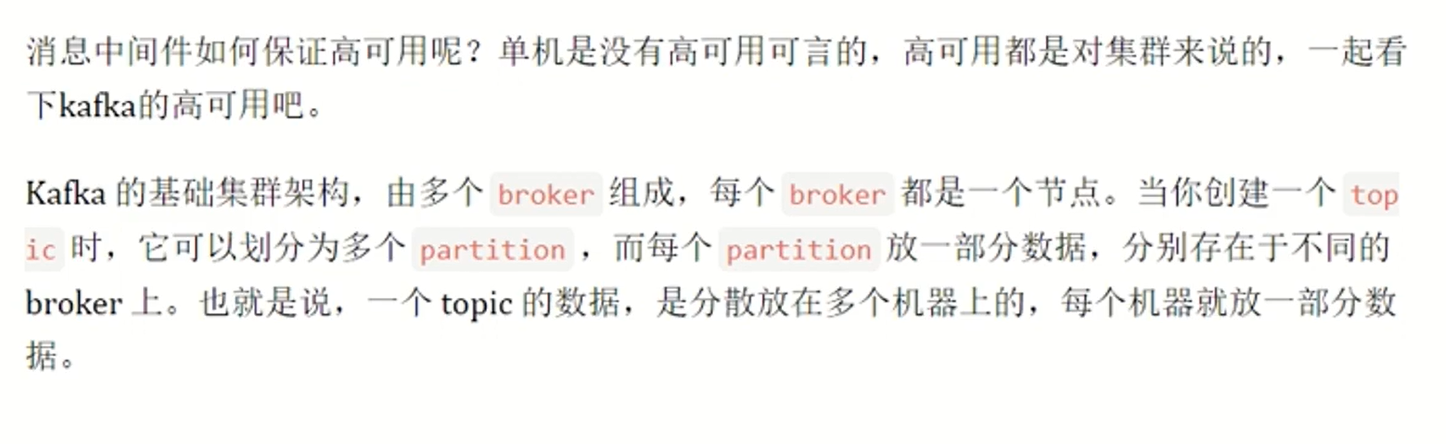 消息中间件如何保证高可用呢？单机是没有高可用可言的，高可用都是对集群来说的，一起看
下kafka的高可用吧。
Kafka 的基础集群架构，由多个 broker 组成，每个 broker 都是一个节点。当你创建一个 top
ic 时，它可以划分为多个 partition ，而每个 partition 放一部分数据，分别存在于不同的
broker 上。也就是说，一个 topic 的数据，是分散放在多个机器上的，每个机器就放一部分数
据。